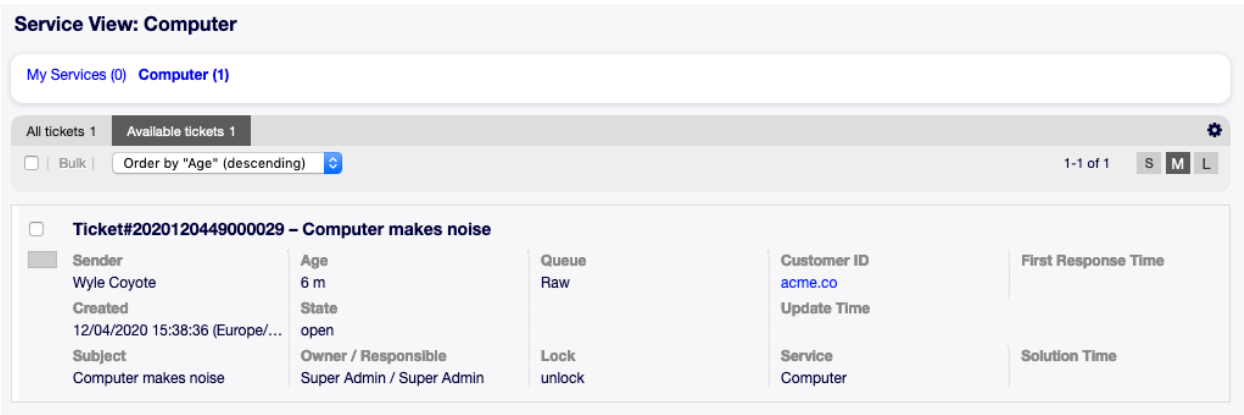 Service View: Computer
My Services (0) Computer (1)
All tickets 1 Available tickets 1
| Bulk | Order by "Age" (descending) 1-1 of 1 S M L
Ticket#2020120449000029 – Computer makes noise
Sender Age Queue Customer ID First Response Time
Wyle Coyote 6 m Raw acme.co
Created State Update Time
12/04/2020 15:38:36 (Europe/... open
Subject Owner / Responsible Lock Service Solution Time
Computer makes noise Super Admin / Super Admin unlock Computer